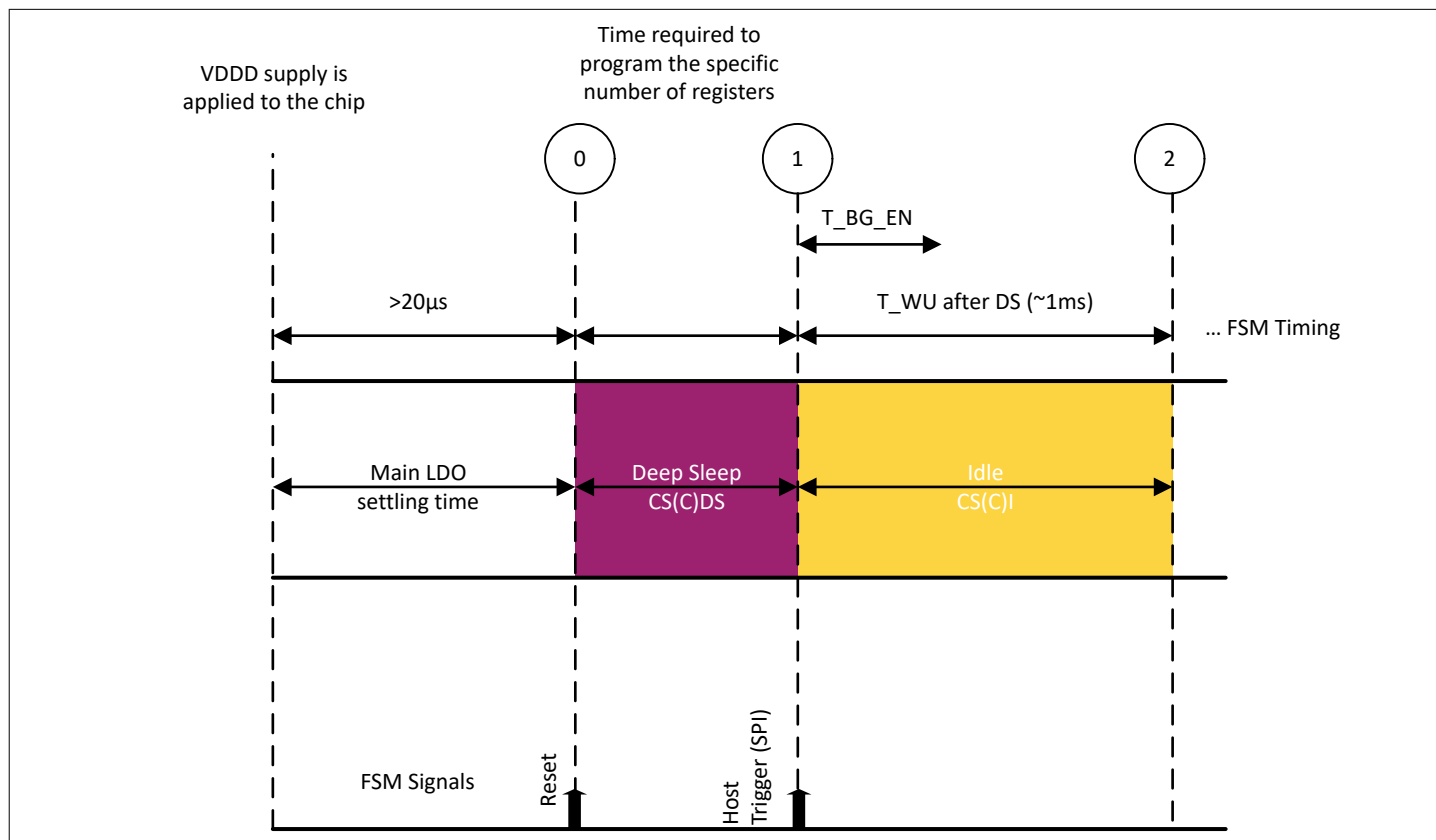 Time required to
program the specific
number of registers
VDDD supply is
applied to the chip
0
1
2
T_BG_EN
>20µs
T_WU after DS (~1ms)
... FSM Timing
Main LDO
settling time
Deep Sleep
CS(C)DS
Idle
CS(C)I
FSM Signals
Reset
Host
Trigger (SPI)